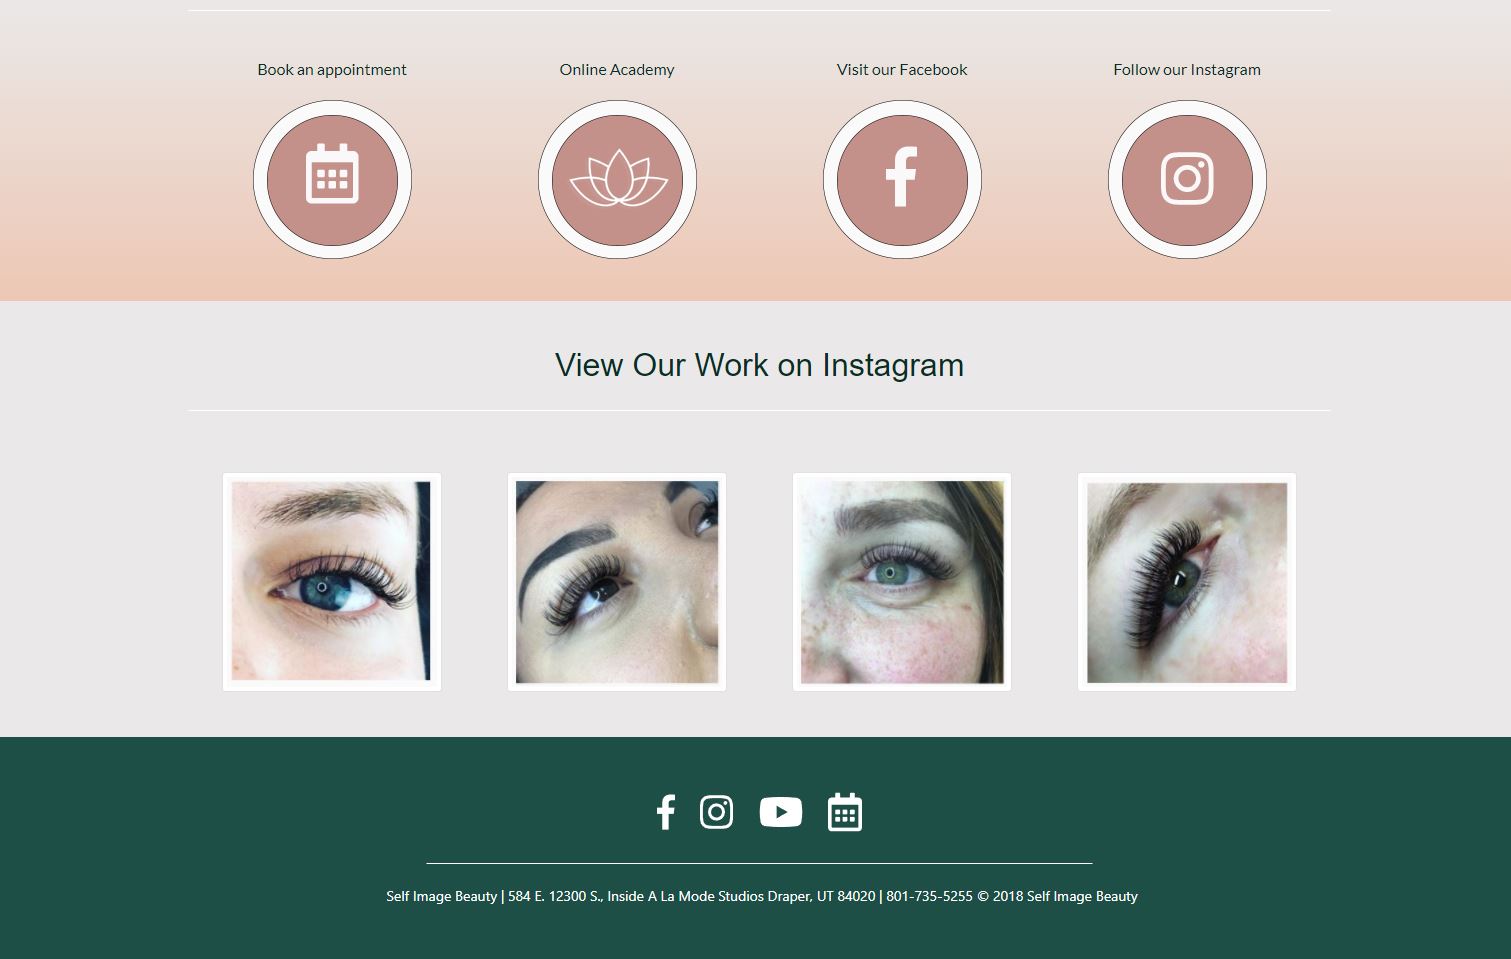 Book an appointment
Online Academy
Visit our Facebook
Follow our Instagram
View Our Work on Instagram
Self Image Beauty | 584 E. 12300 S., Inside A La Mode Studios Draper, UT 84020 | 801-735-5255 © 2018 Self Image Beauty